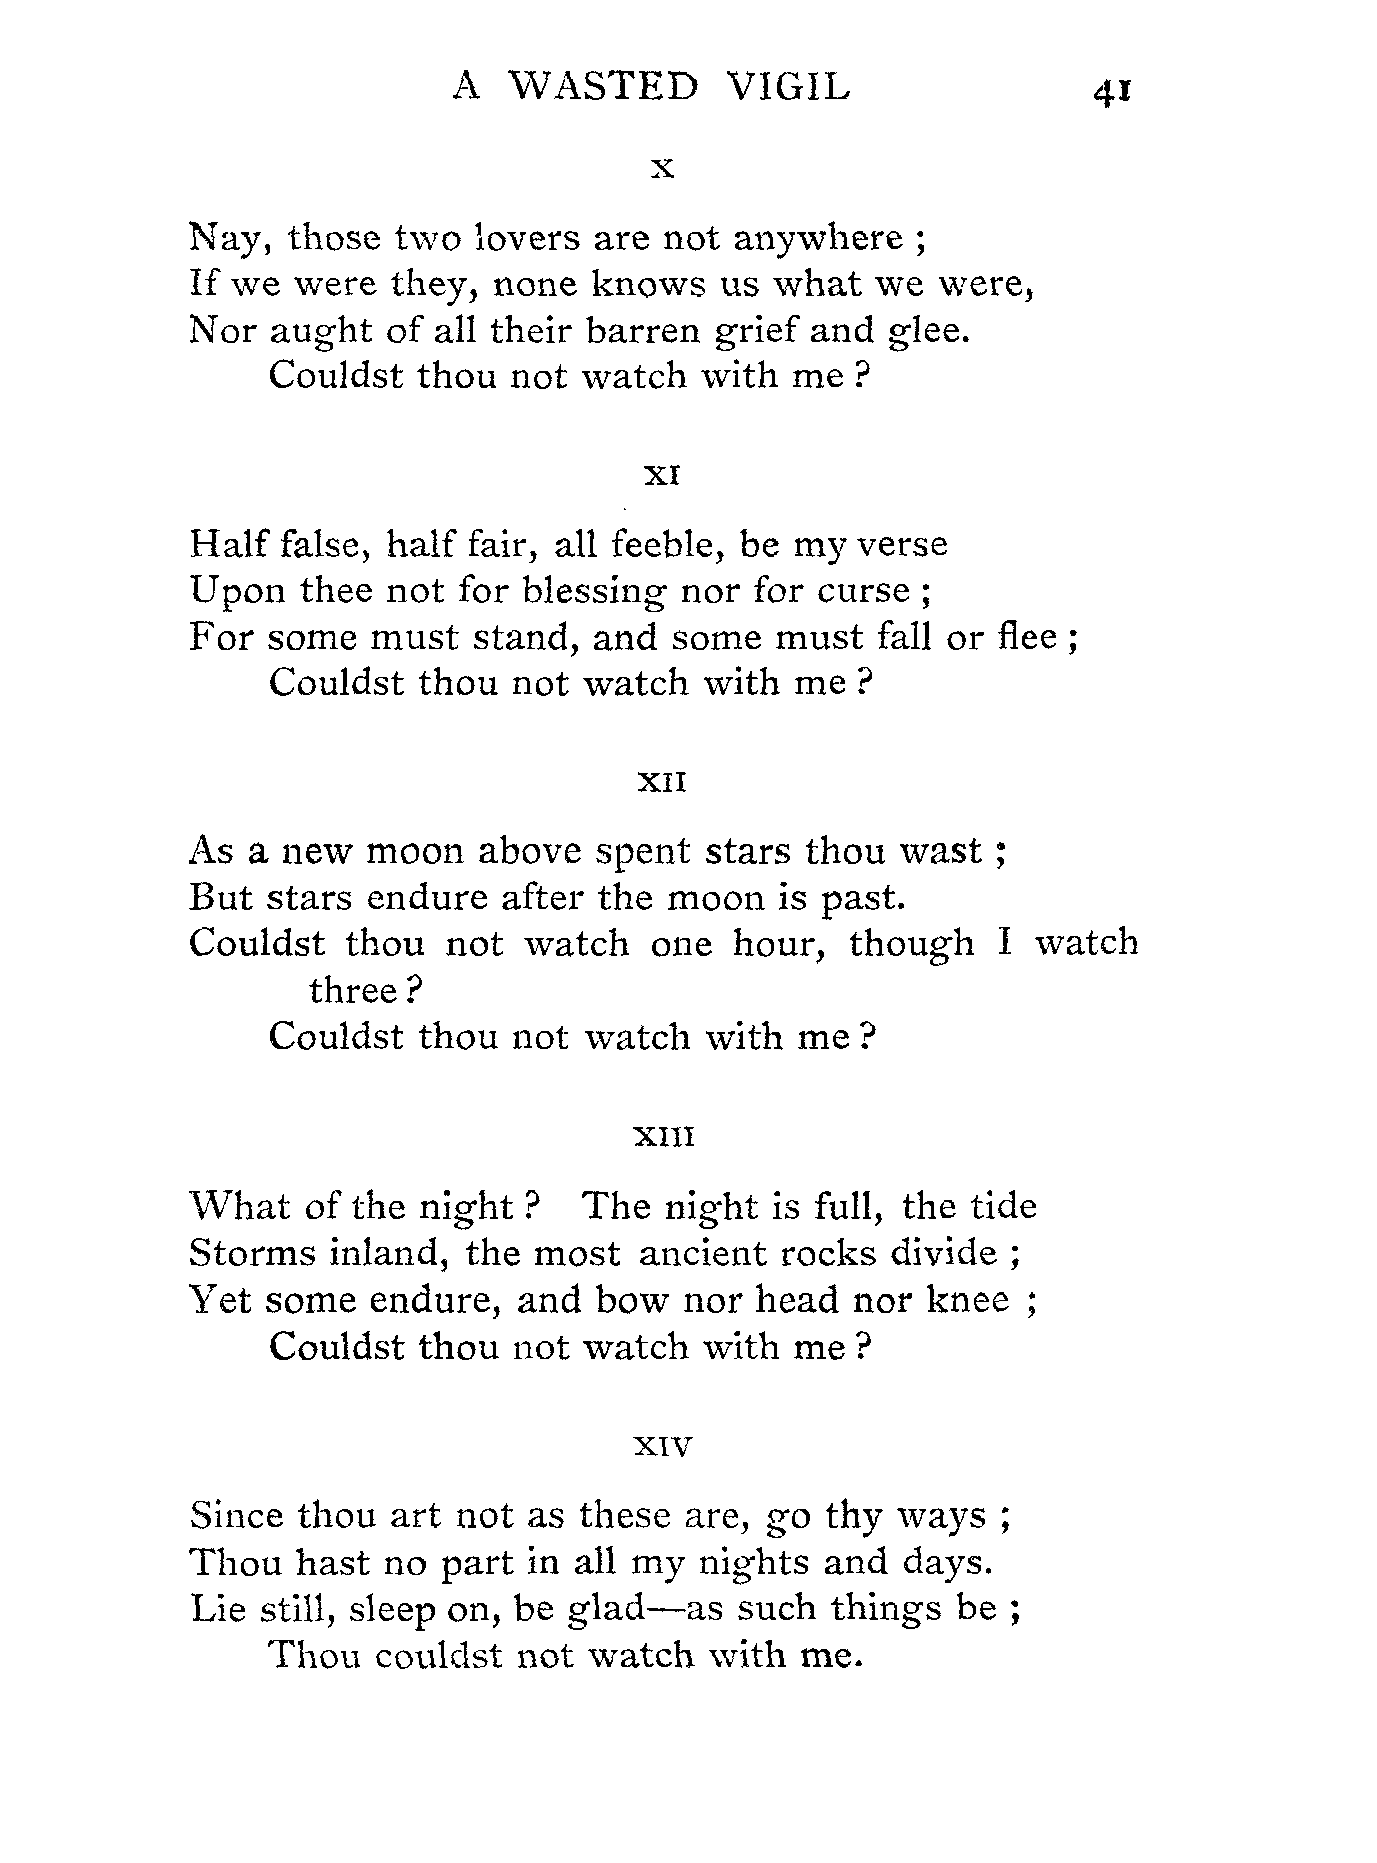 A WASTED VIGIL 41
X
Nay, those two lovers are not anywhere ;
If we were they, none knows us what we were,
Nor aught of all their barren grief and glee.
Couldst thou not watch with me ?
XI
Half false, half fair, all feeble, be my verse
Upon thee not for blessing nor for curse ;
For some must stand, and some must fall or flee ;
Couldst thou not watch with me ?
XII
As a new moon above spent stars thou wast ;
But stars endure after the moon is past.
Couldst thou not watch one hour, though I watch
three ?
Couldst thou not watch with me ?
XIII
What of the night ? The night is full, the tide
Storms inland, the most ancient rocks divide ;
Yet some endure, and bow nor head nor knee ;
Couldst thou not watch with me ?
XIV
Since thou art not as these are, go thy ways ;
Thou hast no part in all my nights and days.
Lie still, sleep on, be glad—as such things be ;
Thou couldst not watch with me.